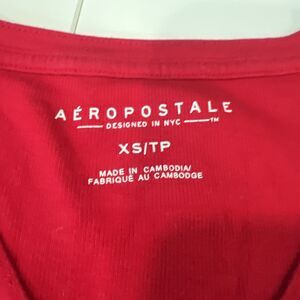 AÉROPOSTALE
DESIGNED IN NYC ™
XS/TP
MADE IN CAMBODIA/
FABRIQUÉ AU CAMBODGE